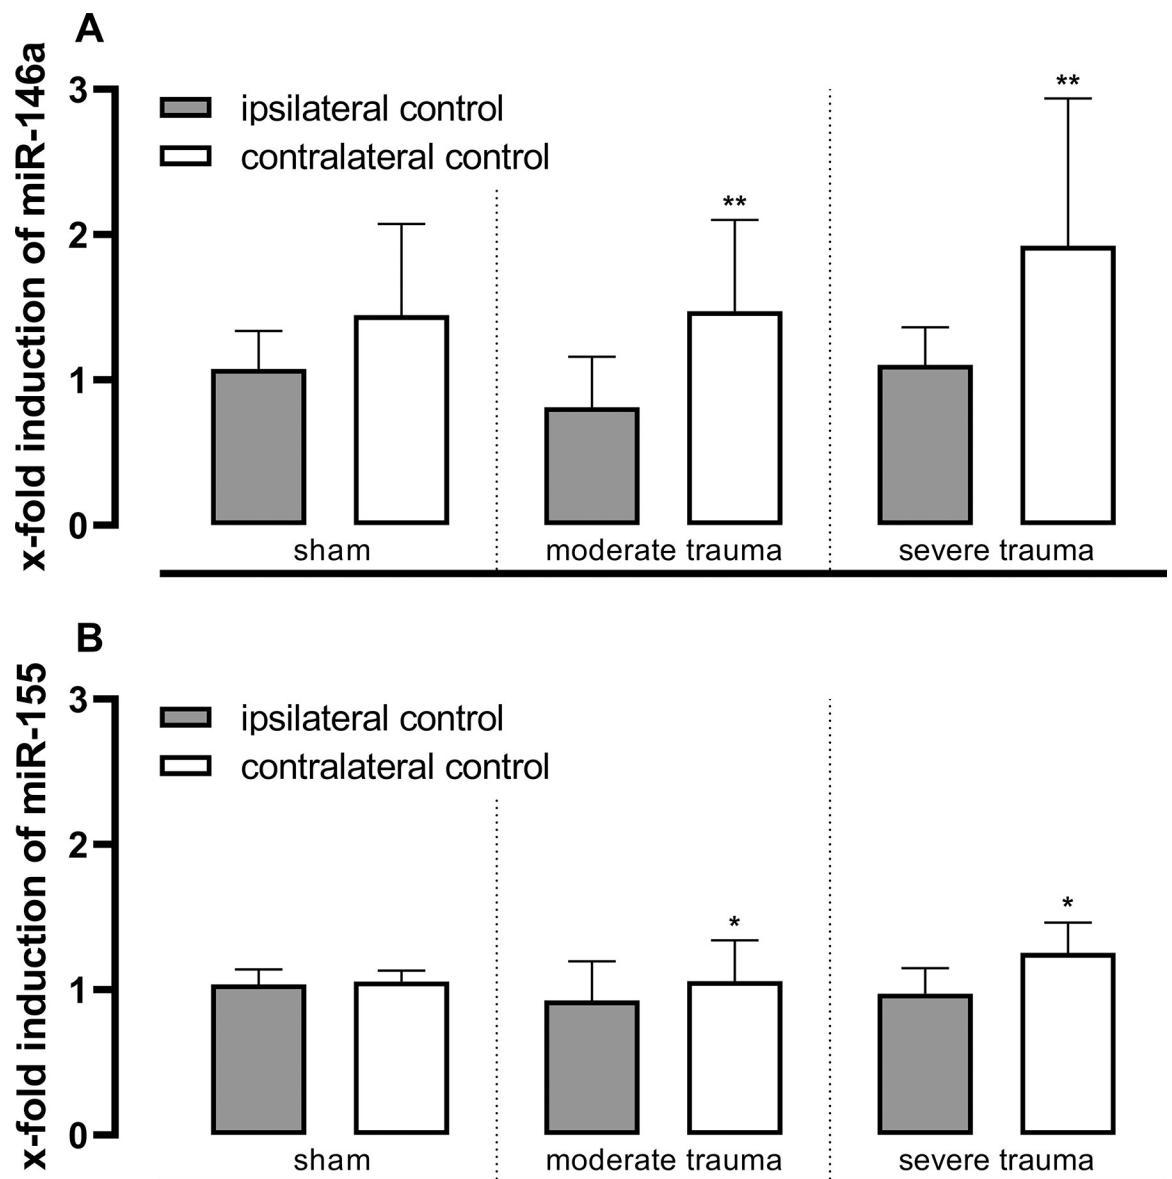 A
x-fold induction of miR-146a
3
2
1
0
ipsilateral control
contralateral control
**
**
sham
moderate trauma
severe trauma
B
x-fold induction of miR-155
3
2
1
0
ipsilateral control
contralateral control
*
*
sham
moderate trauma
severe trauma